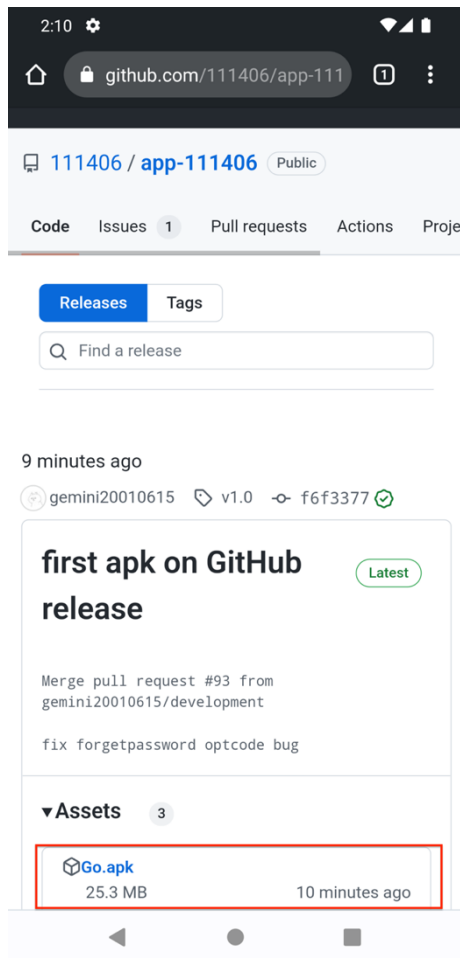 2:10
github.com/111406/app-111
1
111406 / app-111406 Public
Code Issues 1 Pull requests Actions Proje
Releases Tags
Find a release
9 minutes ago
gemini20010615 v1.0 f6f3377
first apk on GitHub
release
Latest
Merge pull request #93 from
gemini20010615/development
fix forgetpassword optcode bug
Assets 3
Go.apk
25.3 MB 10 minutes ago